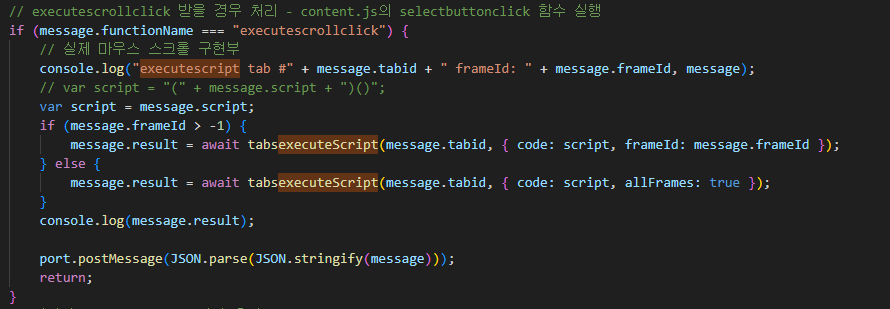 // executescrollclick 받을 경우 처리 - content.js의 selectbuttonclick 함수 실행
if (message.functionName === "executescrollclick") {
// 실제 마우스 스크롤 구현부
console.log("executescript tab #" + message.tabid + " frameId: " + message.frameId, message);
// var script = "(" + message.script + ")()";
var script = message.script;
if (message.frameId > -1) {
message.result = await tabsexecuteScript(message.tabid, { code: script, frameId: message.frameId });
} else {
message.result = await tabsexecuteScript(message.tabid, { code: script, allFrames: true });
}
console.log(message.result);
port.postMessage(JSON.parse(JSON.stringify(message)));
return;
}